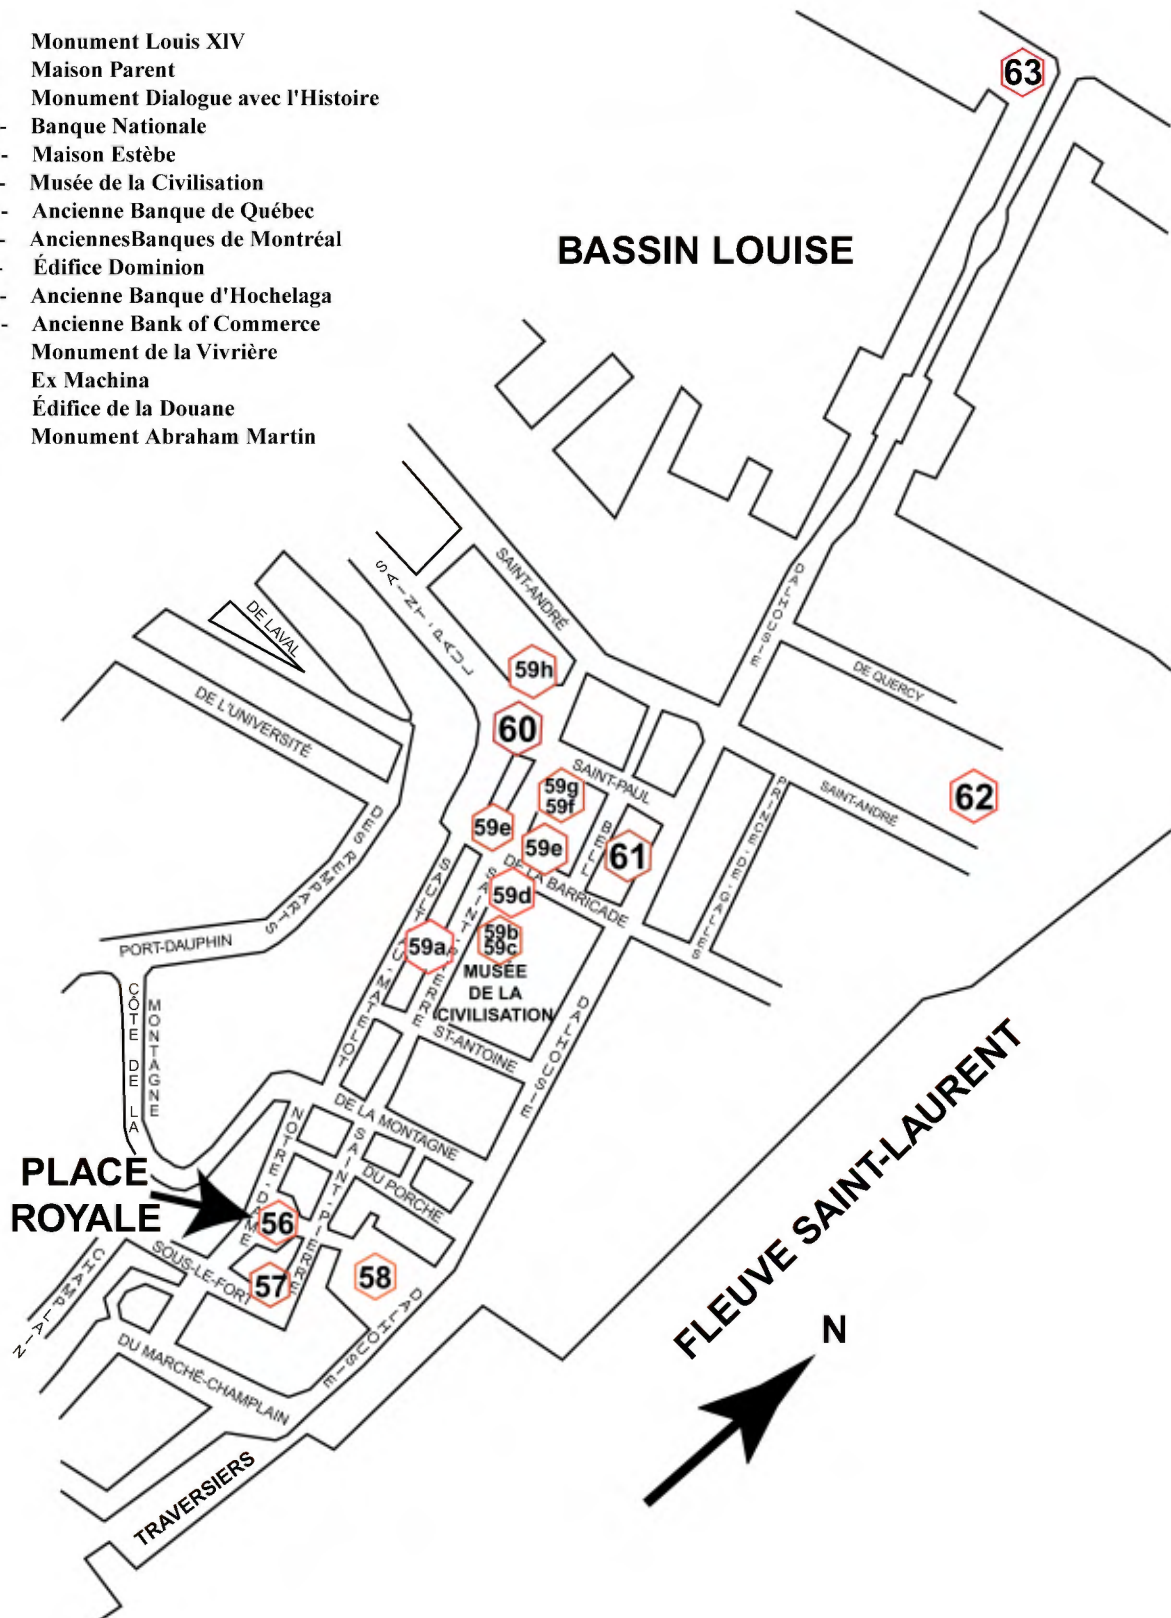 Monument Louis XIV
Maison Parent
Monument Dialogue avec l'Histoire
- Banque Nationale
- Maison Estèbe
- Musée de la Civilisation
- Ancienne Banque de Québec
- AnciennesBanques de Montréal
- Édifice Dominion
- Ancienne Banque d'Hochelaga
- Ancienne Bank of Commerce
Monument de la Vivrière
Ex Machina
Édifice de la Douane
Monument Abraham Martin
63
BASSIN LOUISE
SAINT-ANDRÉ
SAINT-PAUL
DALHOUSIE
DE LAVAL
DE L'UNIVERSITÉ
59h
DE QUERCY
60
SAINT-PAUL
59g
59f
62
SAINT-ANDRÉ
PRINCE-DE-GALLES
DES REMPARTS
59e
BELL
59e
61
DE LA BARRICADE
SAULT-AU-MATELOT
SAINT-PIERRE
59d
59b
59c
59a
PORT-DAUPHIN
MUSÉE
DE LA
CIVILISATION
CÔTE DE LA
MONTAGNE
ST-ANTOINE
DALHOUSIE
DE LA MONTAGNE
NOTRE-DAME
SAINT-PIERRE
DU PORCHE
PLACE
ROYALE
56
SOUS-LE-FORT
57
58
CHAMPLAIN
DALHOUSIE
DU MARCHÉ-CHAMPLAIN
FLEUVE SAINT-LAURENT
N
TRAVERSIERS